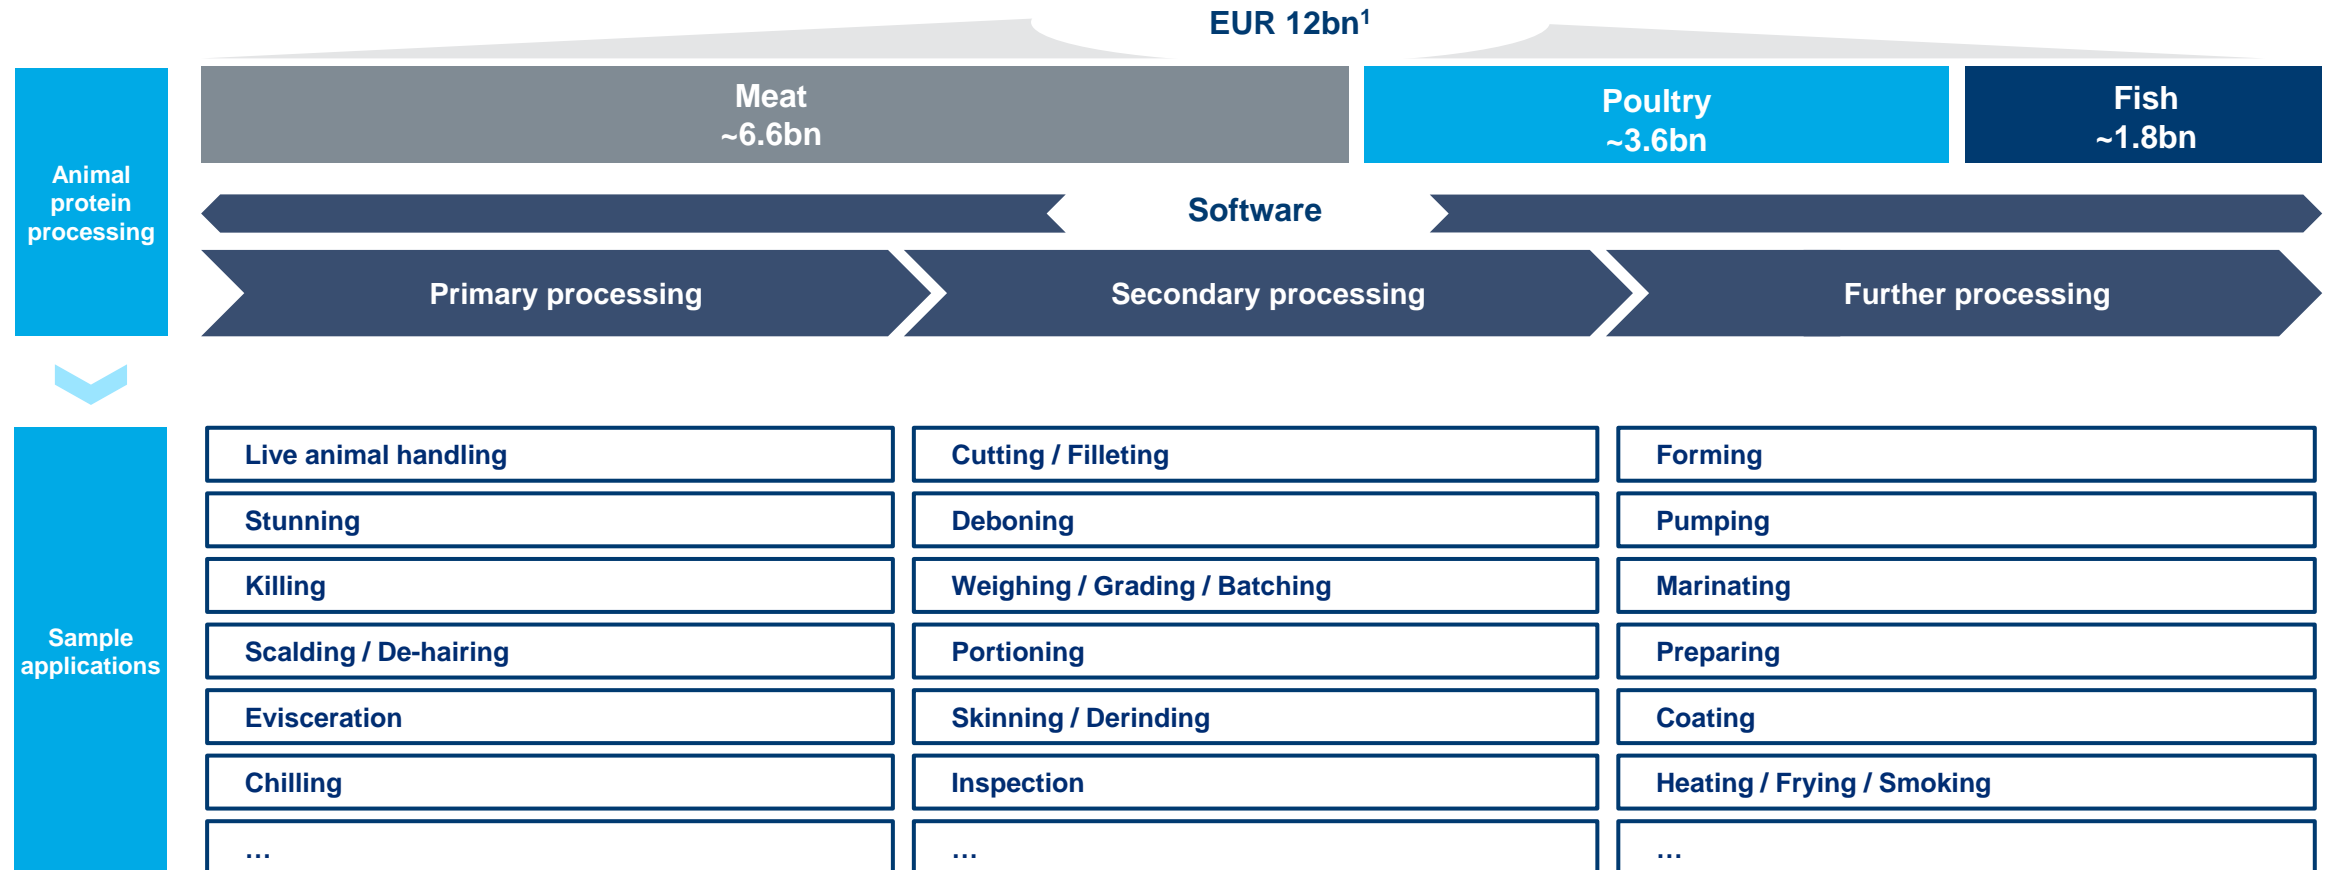 EUR 12bn¹
Animal
protein
processing
Meat
~6.6bn
Poultry
~3.6bn
Fish
~1.8bn
Software
Primary processing
Secondary processing
Further processing
Sample
applications
Live animal handling
Stunning
Killing
Scalding / De-hairing
Evisceration
Chilling
…
Cutting / Filleting
Deboning
Weighing / Grading / Batching
Portioning
Skinning / Derinding
Inspection
…
Forming
Pumping
Marinating
Preparing
Coating
Heating / Frying / Smoking
…